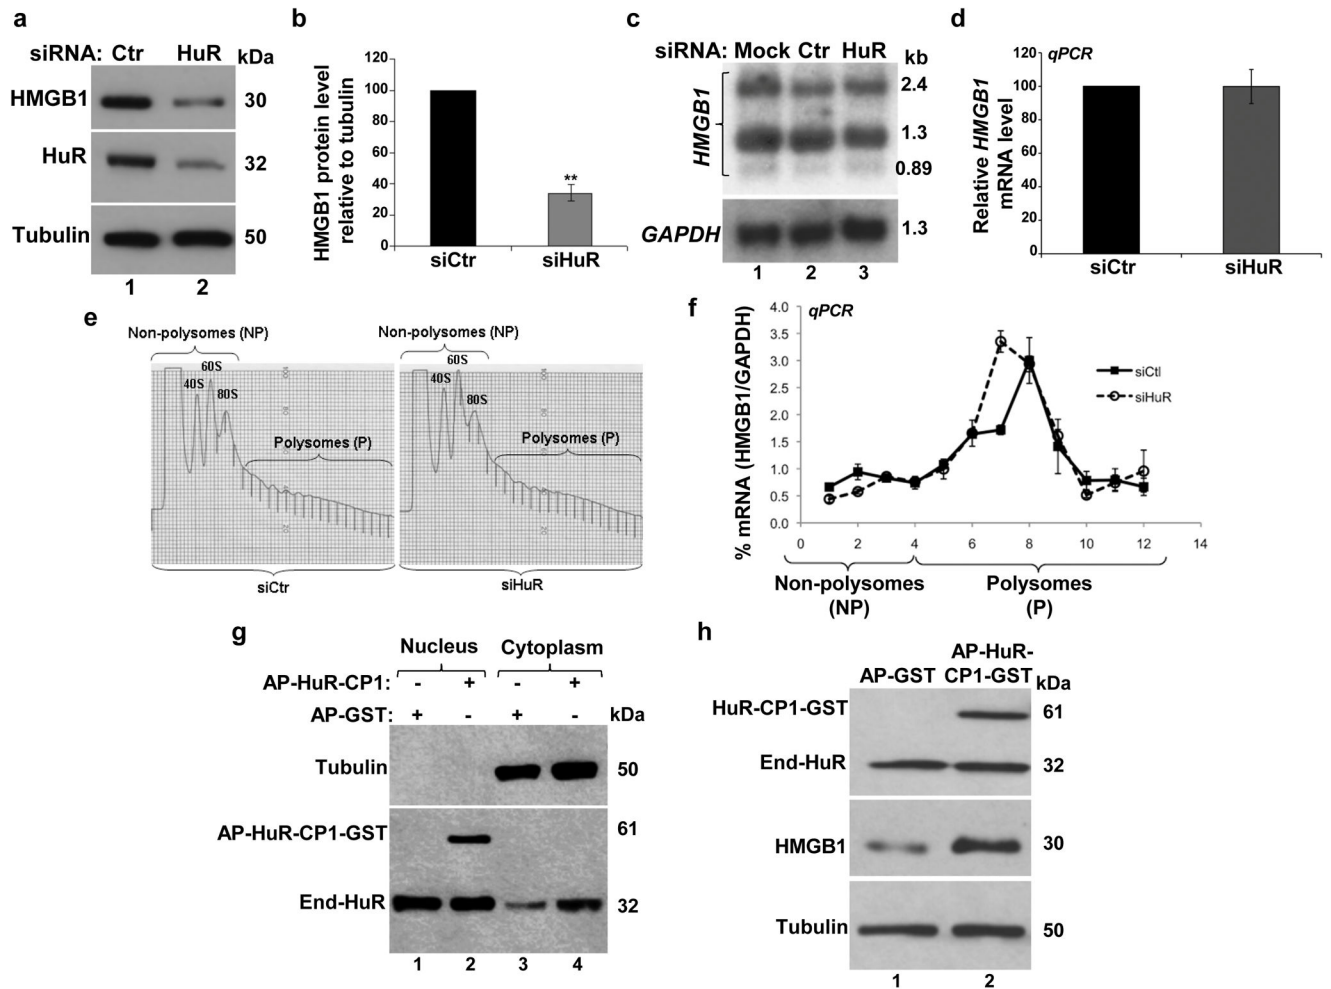 a
siRNA: Ctr HuR kDa
HMGB1 30
HuR 32
Tubulin 50
1 2
b
HMGB1 protein level
relative to tubulin
120
100
80
60
40
20
0
**
siCtr siHuR
c
siRNA: Mock Ctr HuR kb
HMGB1
2.4
1.3
0.89
GAPDH 1.3
1 2 3
d
qPCR
Relative HMGB1
mRNA level
120
100
80
60
40
20
0
siCtr siHuR
e
Non-polysomes (NP)
40S 60S 80S
Polysomes (P)
siCtr
Non-polysomes (NP)
40S 60S 80S
Polysomes (P)
siHuR
f
qPCR
% mRNA (HMGB1/GAPDH)
4.0
3.5
3.0
2.5
2.0
1.5
1.0
0.5
0.0
siCtl
siHuR
0 2 4 6 8 10 12 14
Non-polysomes
(NP)
Polysomes
(P)
g
Nucleus Cytoplasm
AP-HuR-CP1: - + - +
AP-GST: + - + - kDa
Tubulin 50
AP-HuR-CP1-GST 61
End-HuR 32
1 2 3 4
h
AP-GST
AP-HuR-
CP1-GST
kDa
HuR-CP1-GST 61
End-HuR 32
HMGB1 30
Tubulin 50
1 2